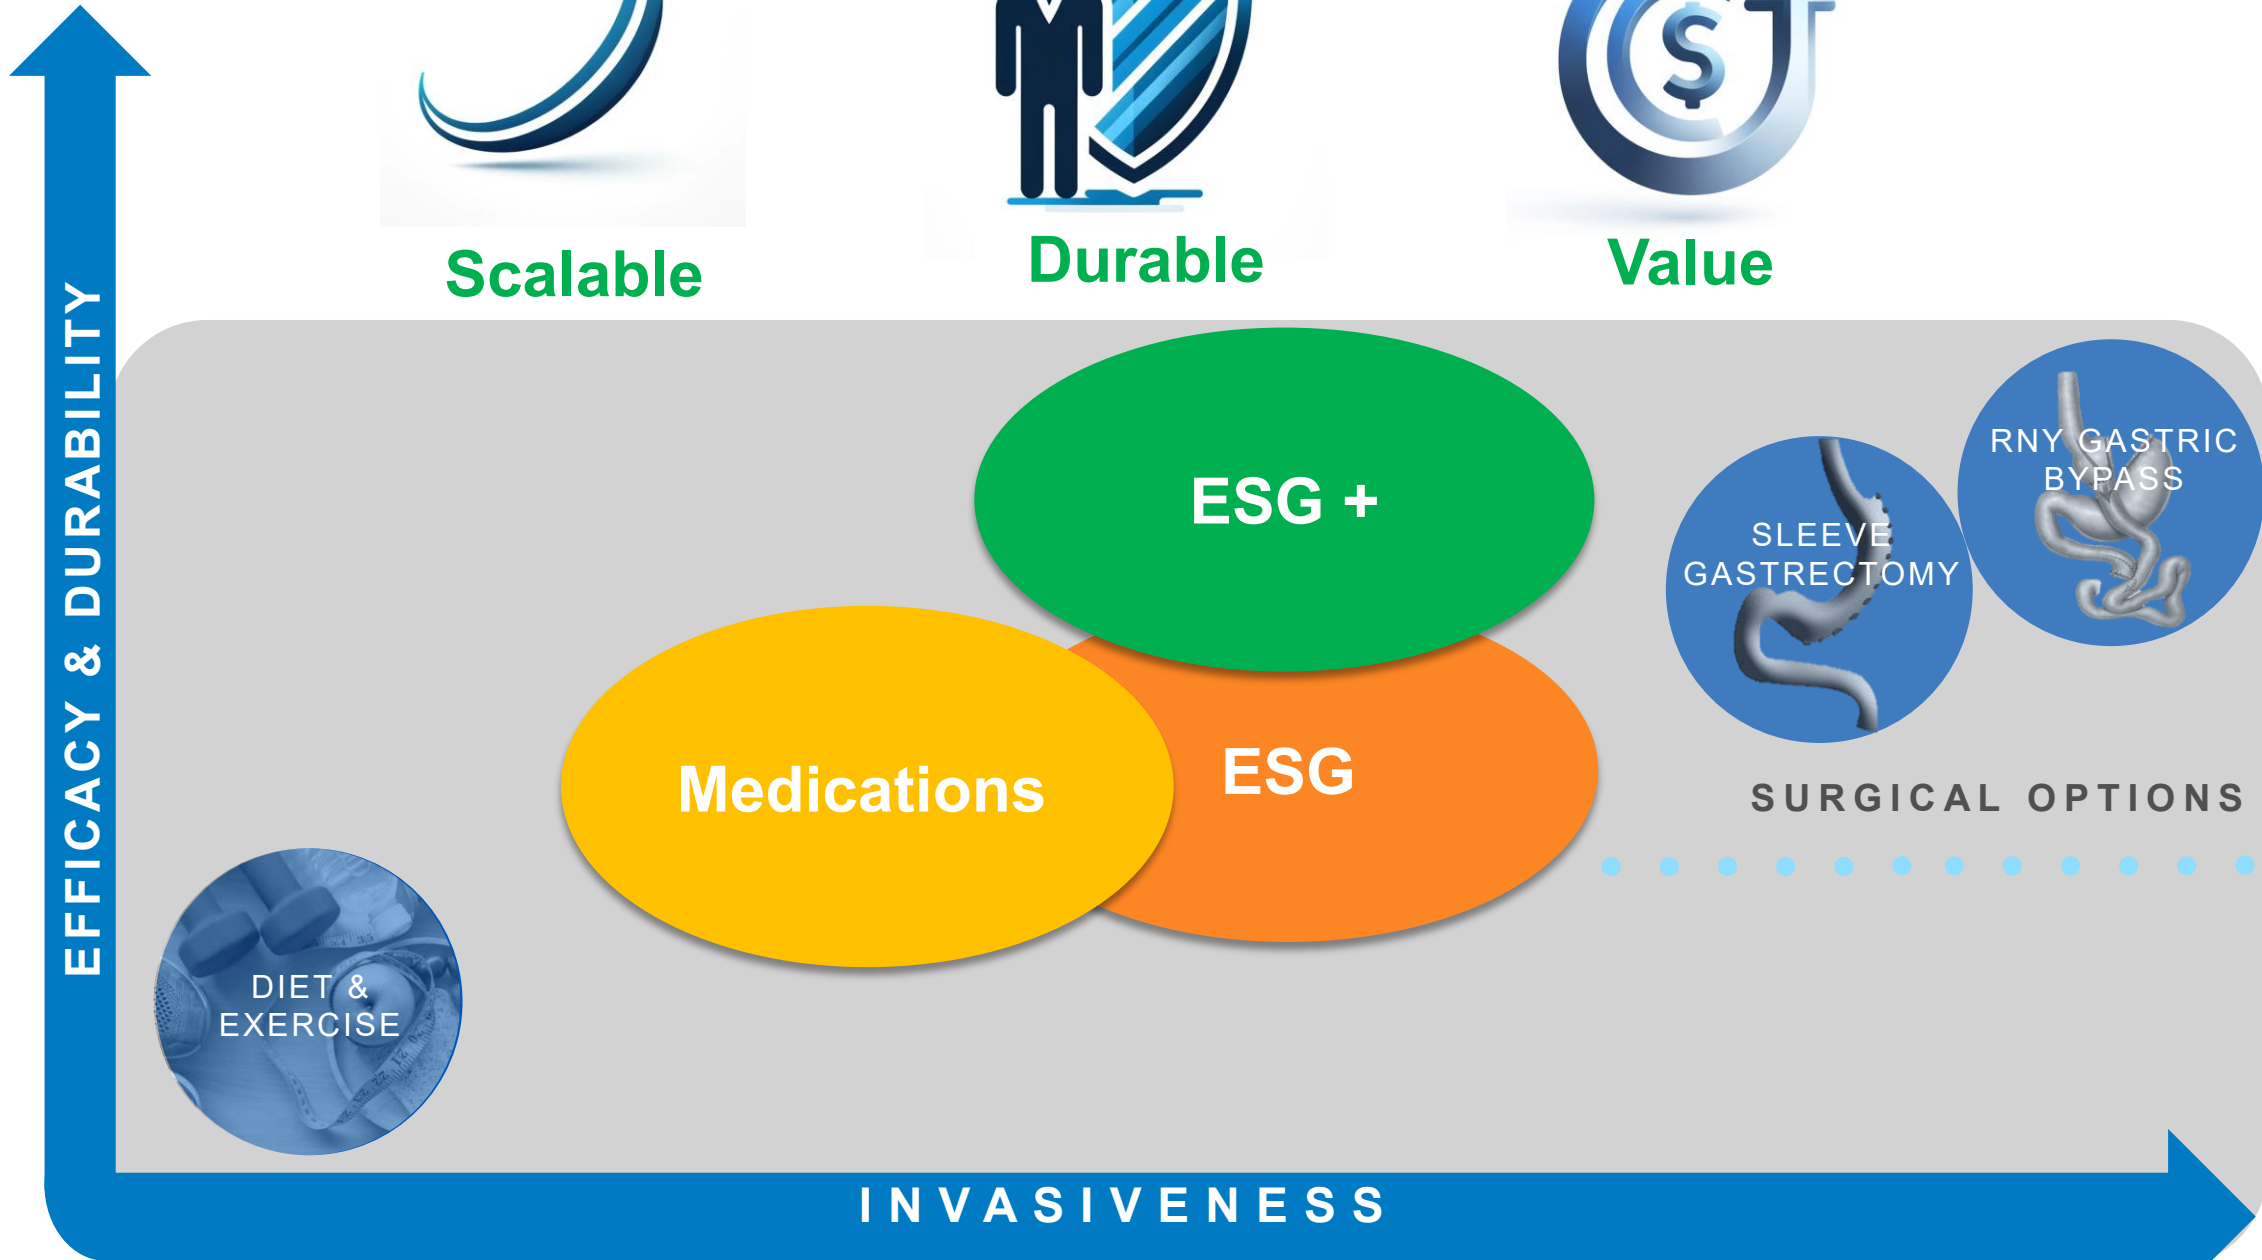 Scalable
Durable
Value
EFFICACY & DURABILITY
ESG +
RNY GASTRIC
BYPASS
SLEEVE
GASTRECTOMY
Medications
ESG
SURGICAL OPTIONS
DIET &
EXERCISE
INVASIVENESS